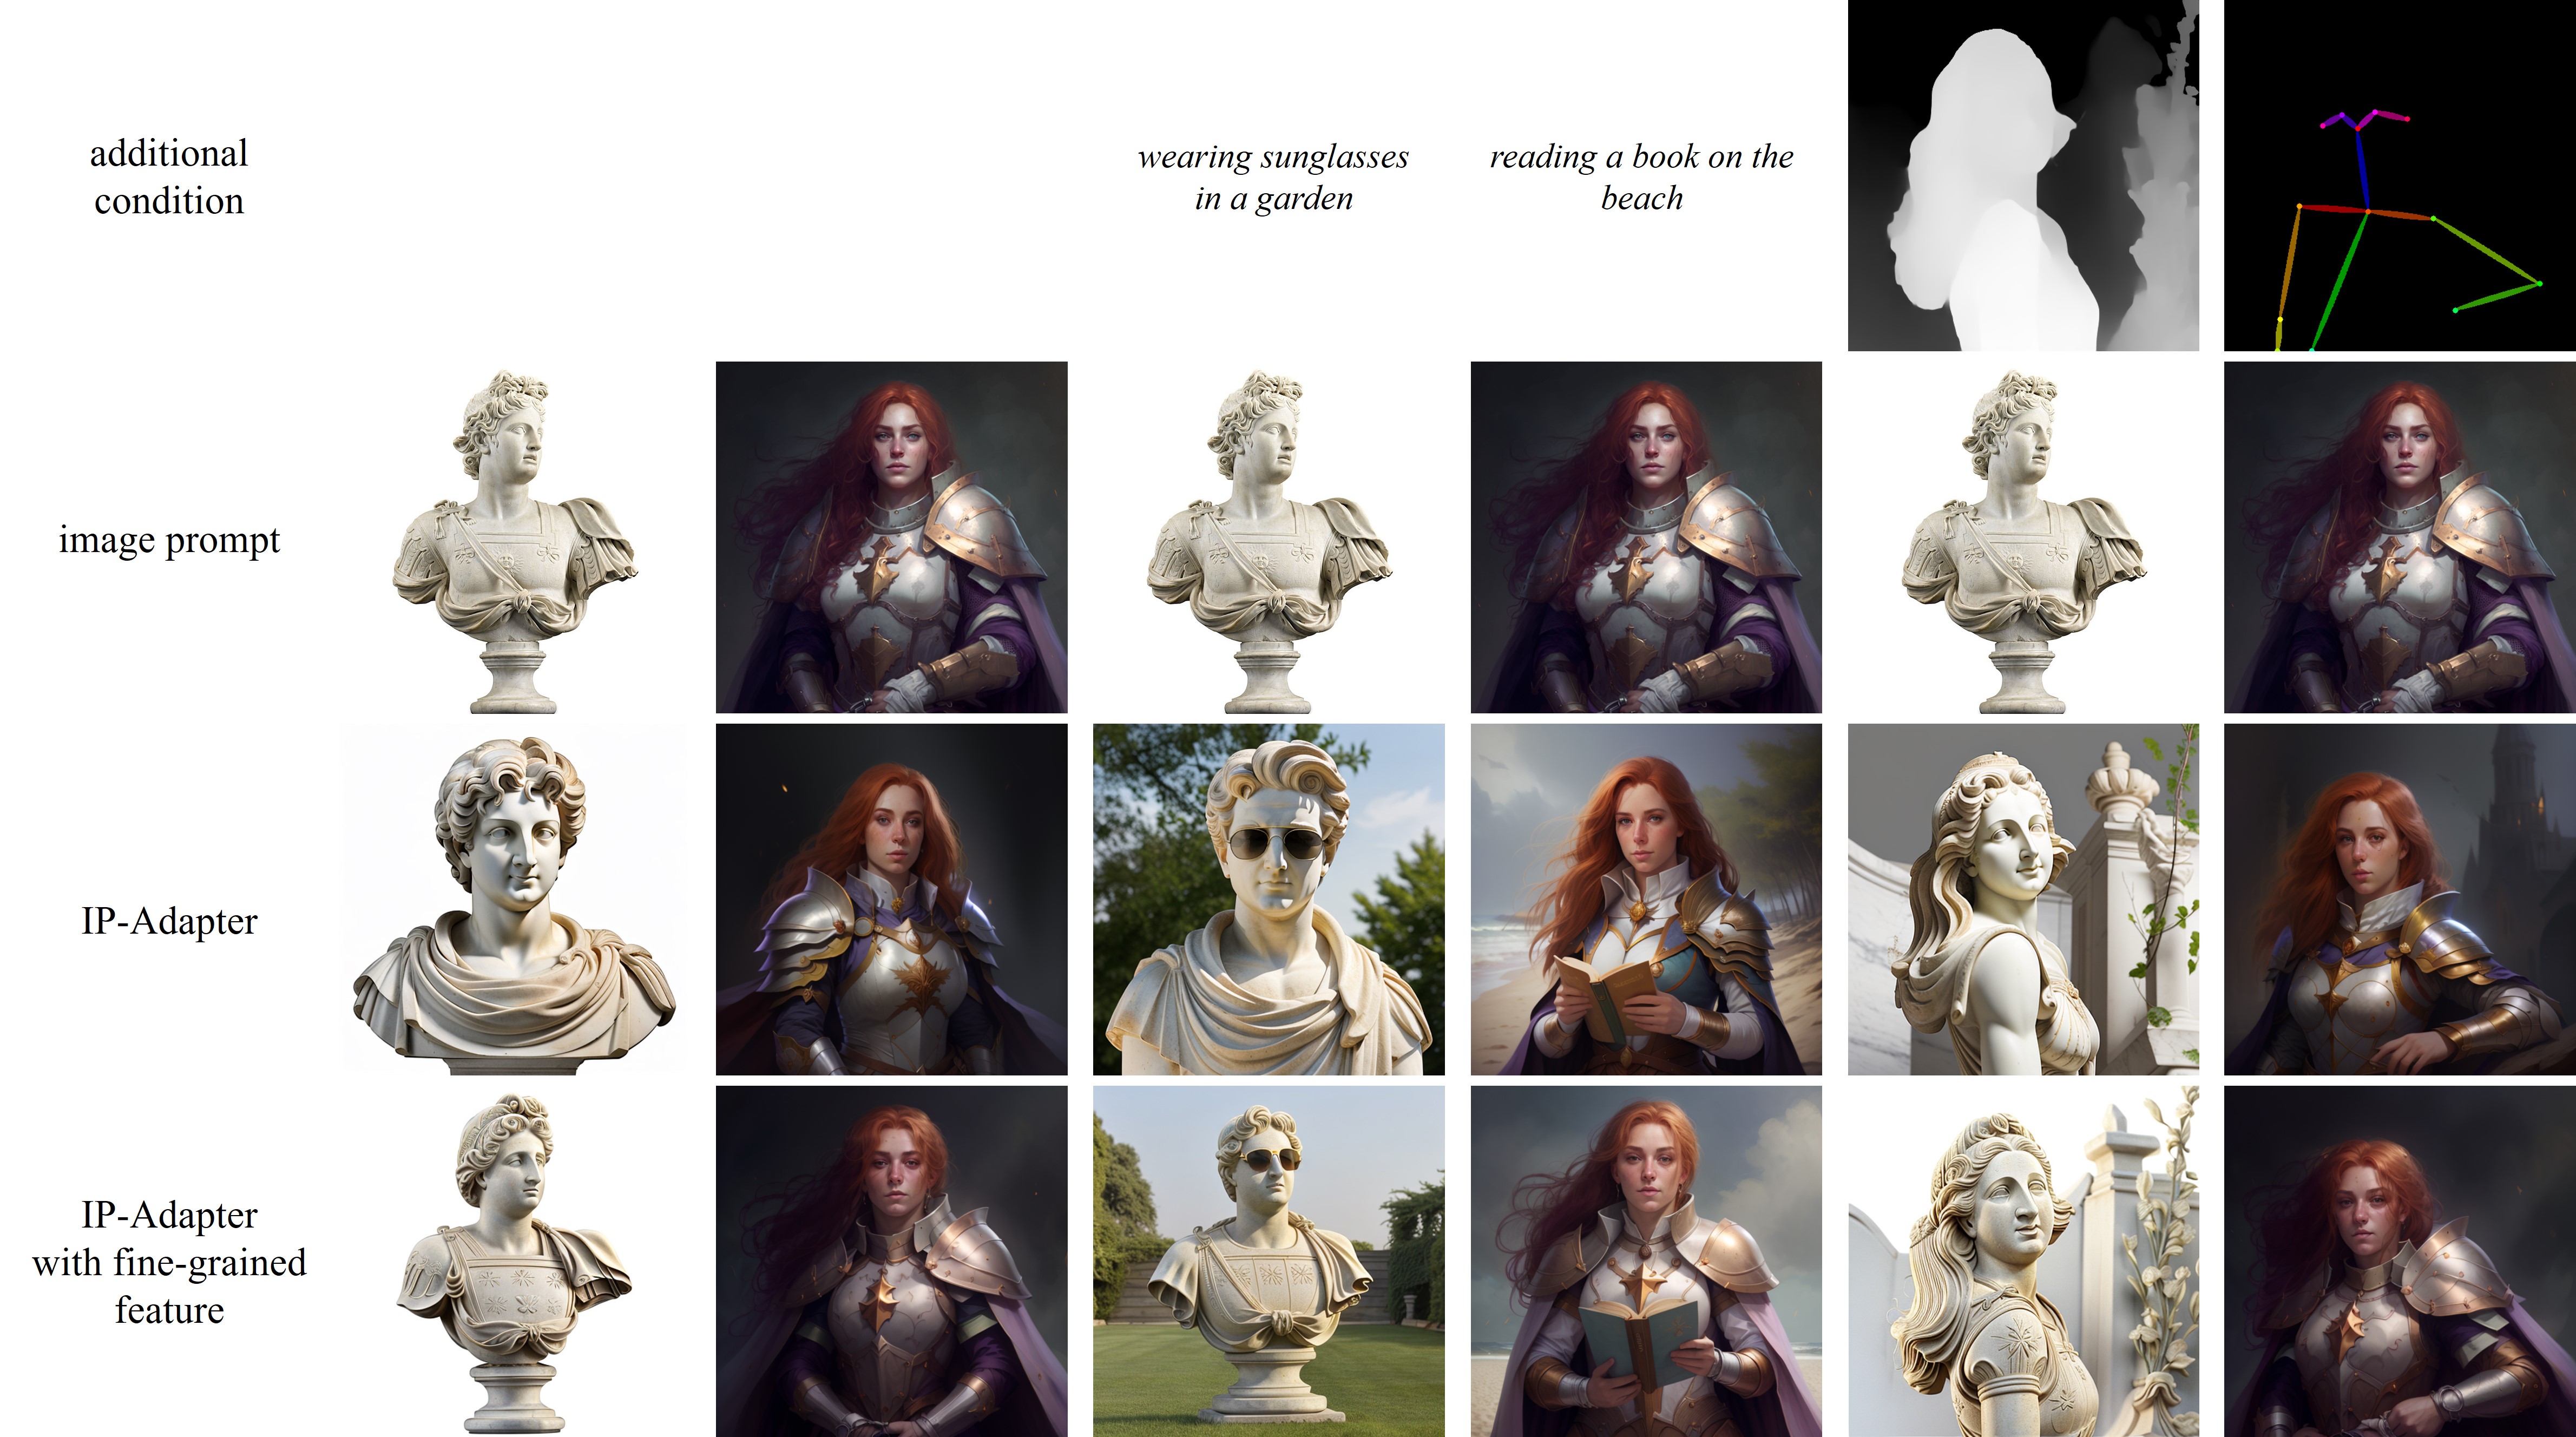 additional
condition
wearing sunglasses
in a garden
reading a book on the
beach
image prompt
IP-Adapter
IP-Adapter
with fine-grained
feature